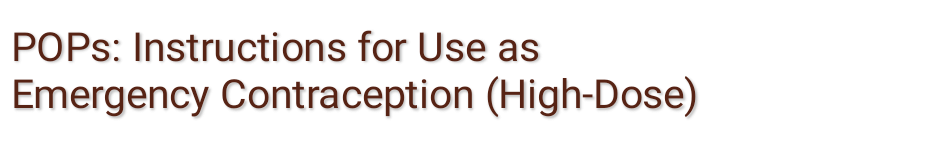 POPs: Instructions for Use as
Emergency Contraception (High-Dose)